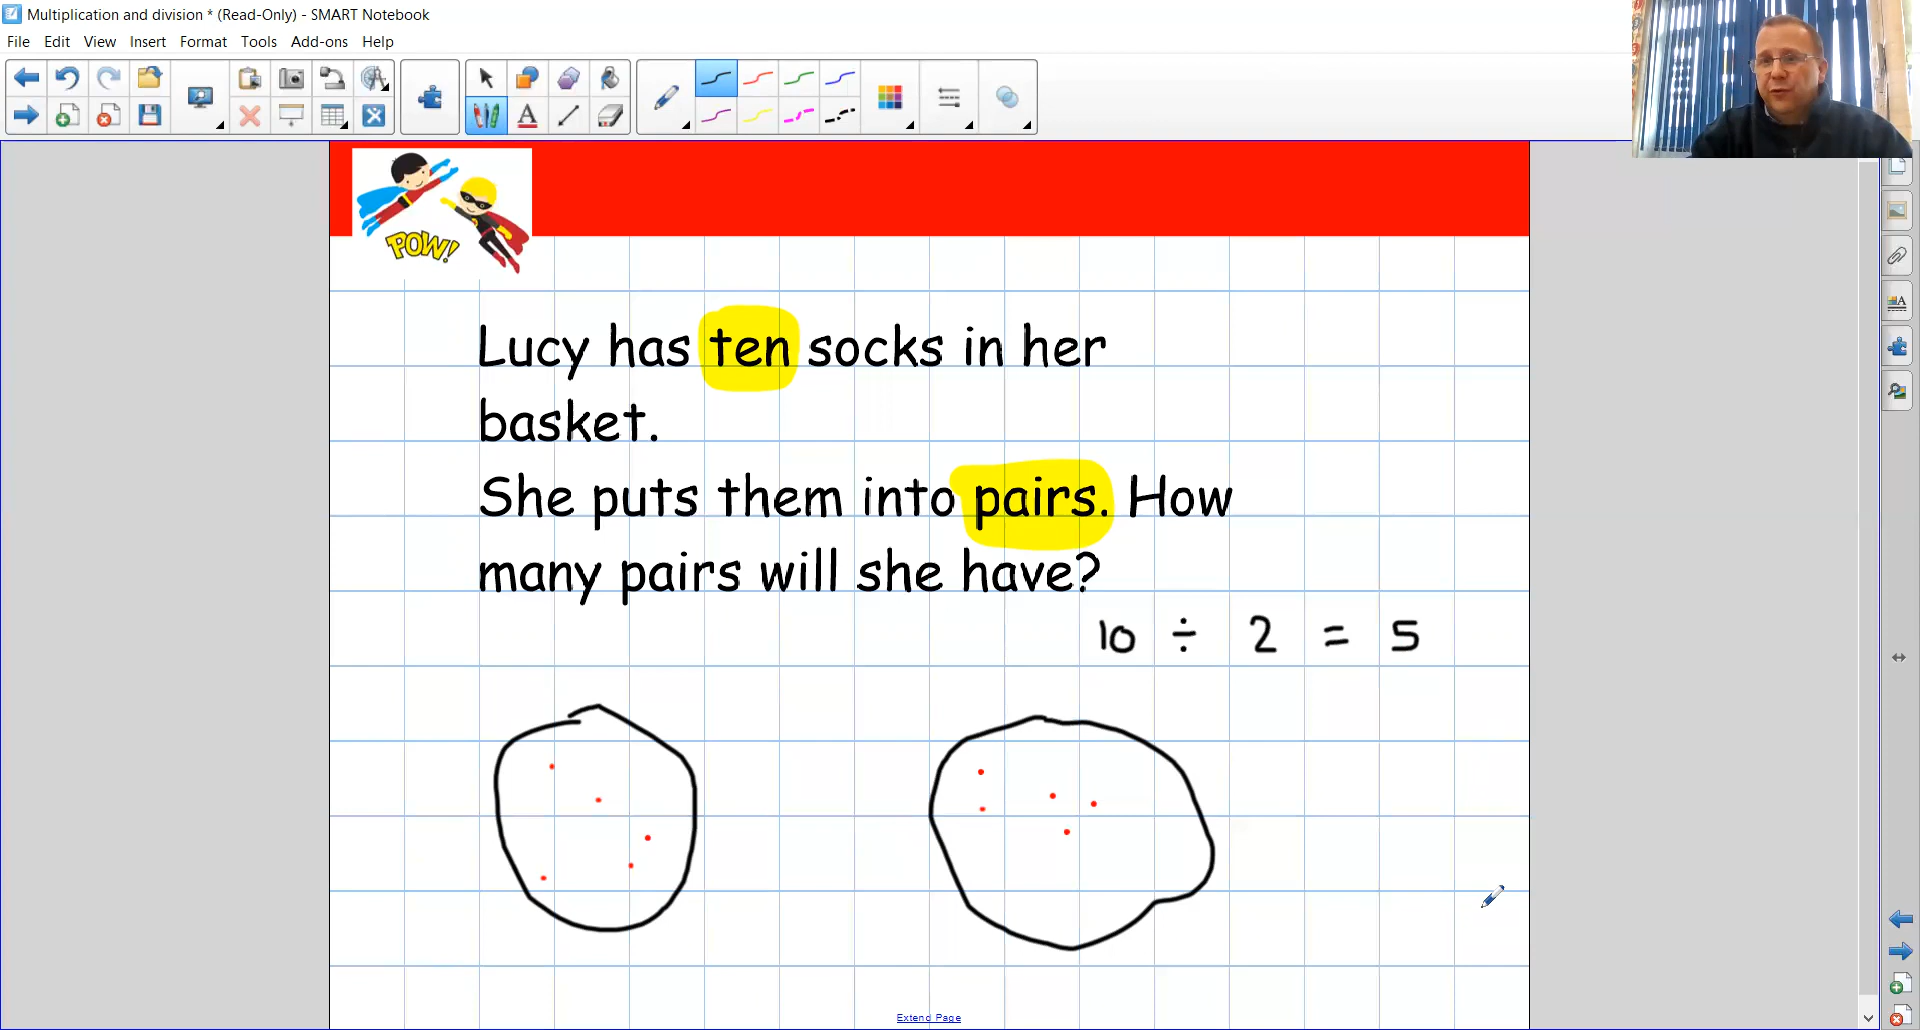 Multiplication and division * (Read-Only) - SMART Notebook
File Edit View Insert Format Tools Add-ons Help
POW!
Lucy has ten socks in her
basket.
She puts them into pairs. How
many pairs will she have?
10 ÷ 2 = 5
Extend Page